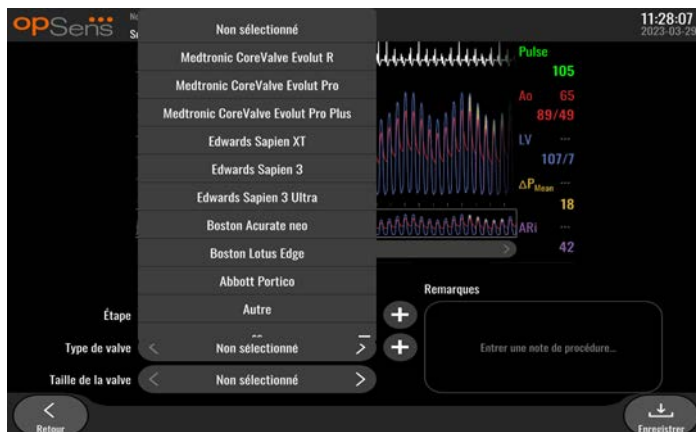 opSens
11:28:07
2023-03-29
Non sélectionné
Medtronic CoreValve Evolut R
Medtronic CoreValve Evolut Pro
Medtronic CoreValve Evolut Pro Plus
Edwards Sapien XT
Edwards Sapien 3
Edwards Sapien 3 Ultra
Boston Acurate neo
Boston Lotus Edge
Abbott Portico
Autre
Pulse
105
Ao 65
89/49
LV ---
107/7
ΔPMean ---
18
ARi ---
42
Étape
Type de valve
Non sélectionné
Taille de la valve
Non sélectionné
Remarques
Entrer une note de procédure...
Retour
Enregistrer